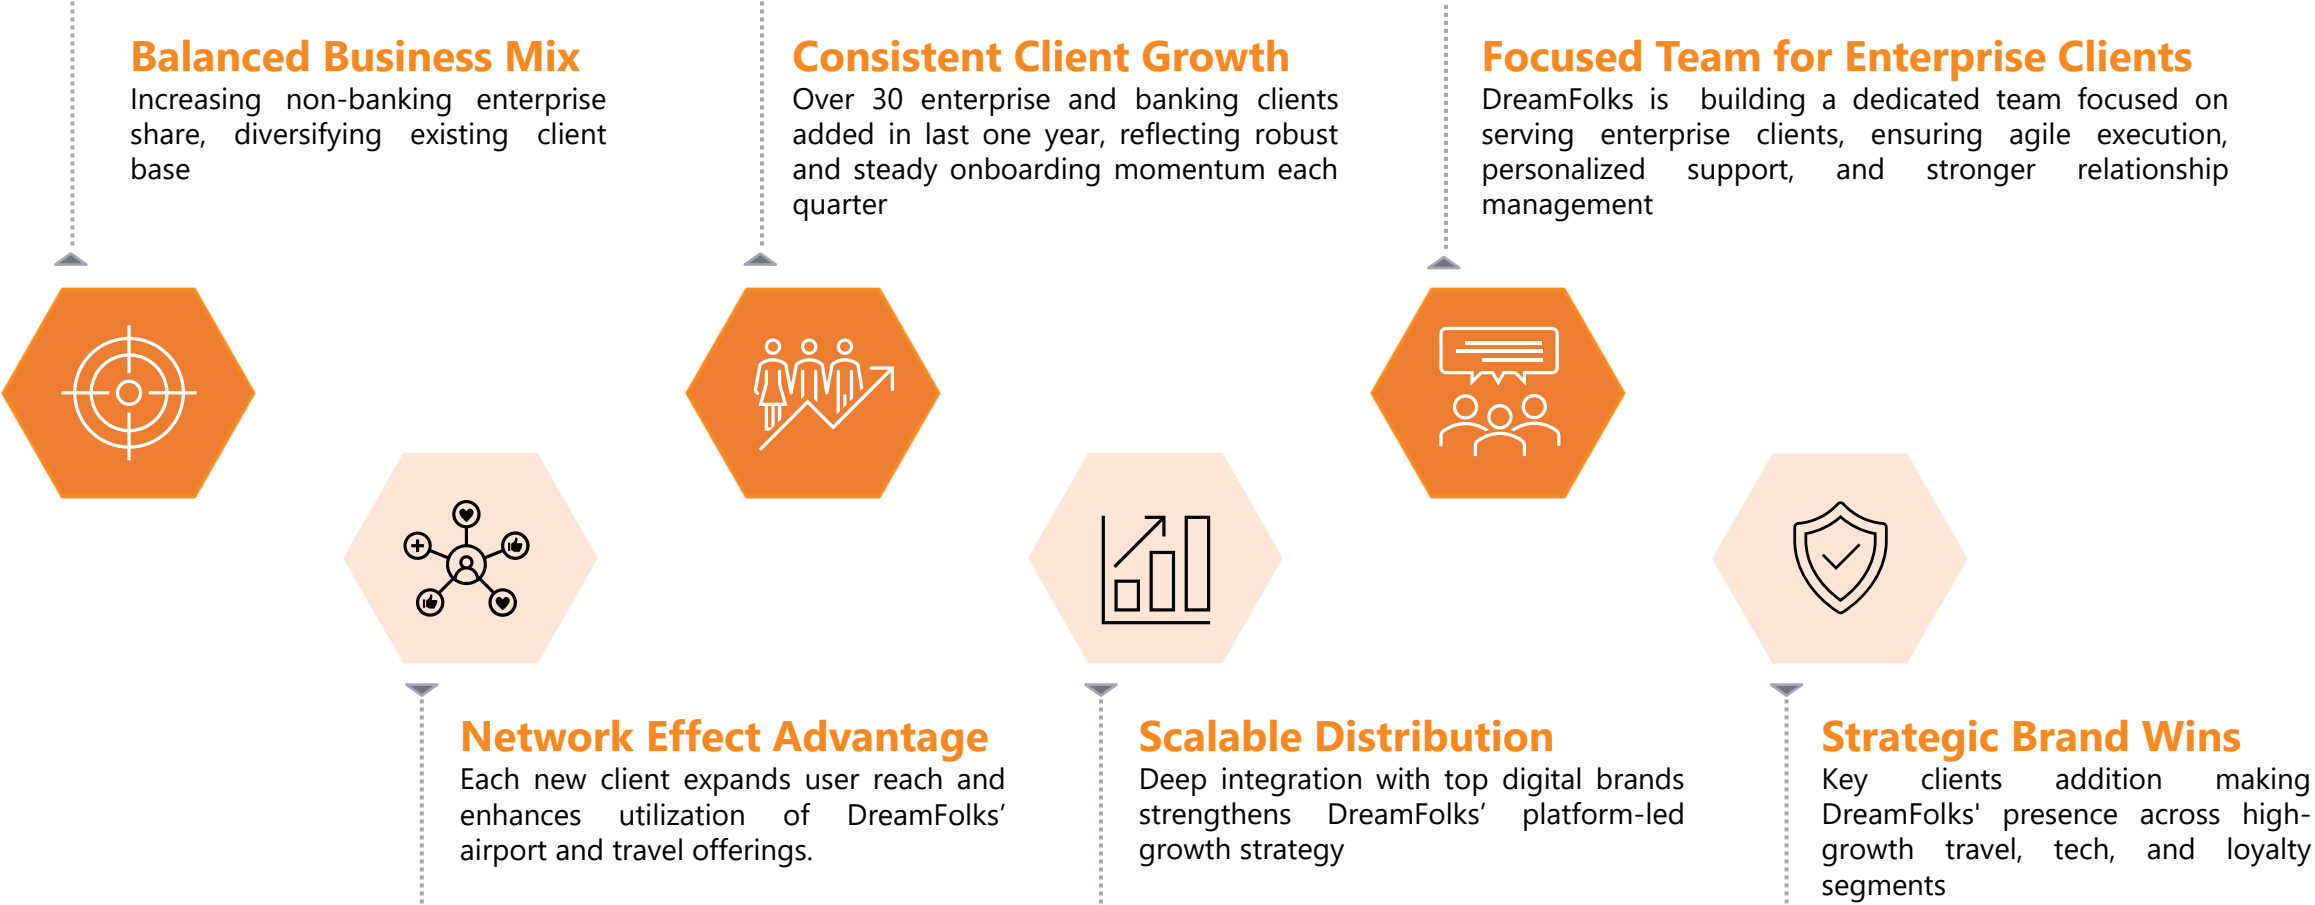 Balanced Business Mix
Increasing non-banking enterprise
share, diversifying existing client
base
Consistent Client Growth
Over 30 enterprise and banking clients
added in last one year, reflecting robust
and steady onboarding momentum each
quarter
Focused Team for Enterprise Clients
DreamFolks is building a dedicated team focused on
serving enterprise clients, ensuring agile execution,
personalized support, and stronger relationship
management
Network Effect Advantage
Each new client expands user reach and
enhances utilization of DreamFolks’
airport and travel offerings.
Scalable Distribution
Deep integration with top digital brands
strengthens DreamFolks’ platform-led
growth strategy
Strategic Brand Wins
Key clients addition making
DreamFolks' presence across high-
growth travel, tech, and loyalty
segments